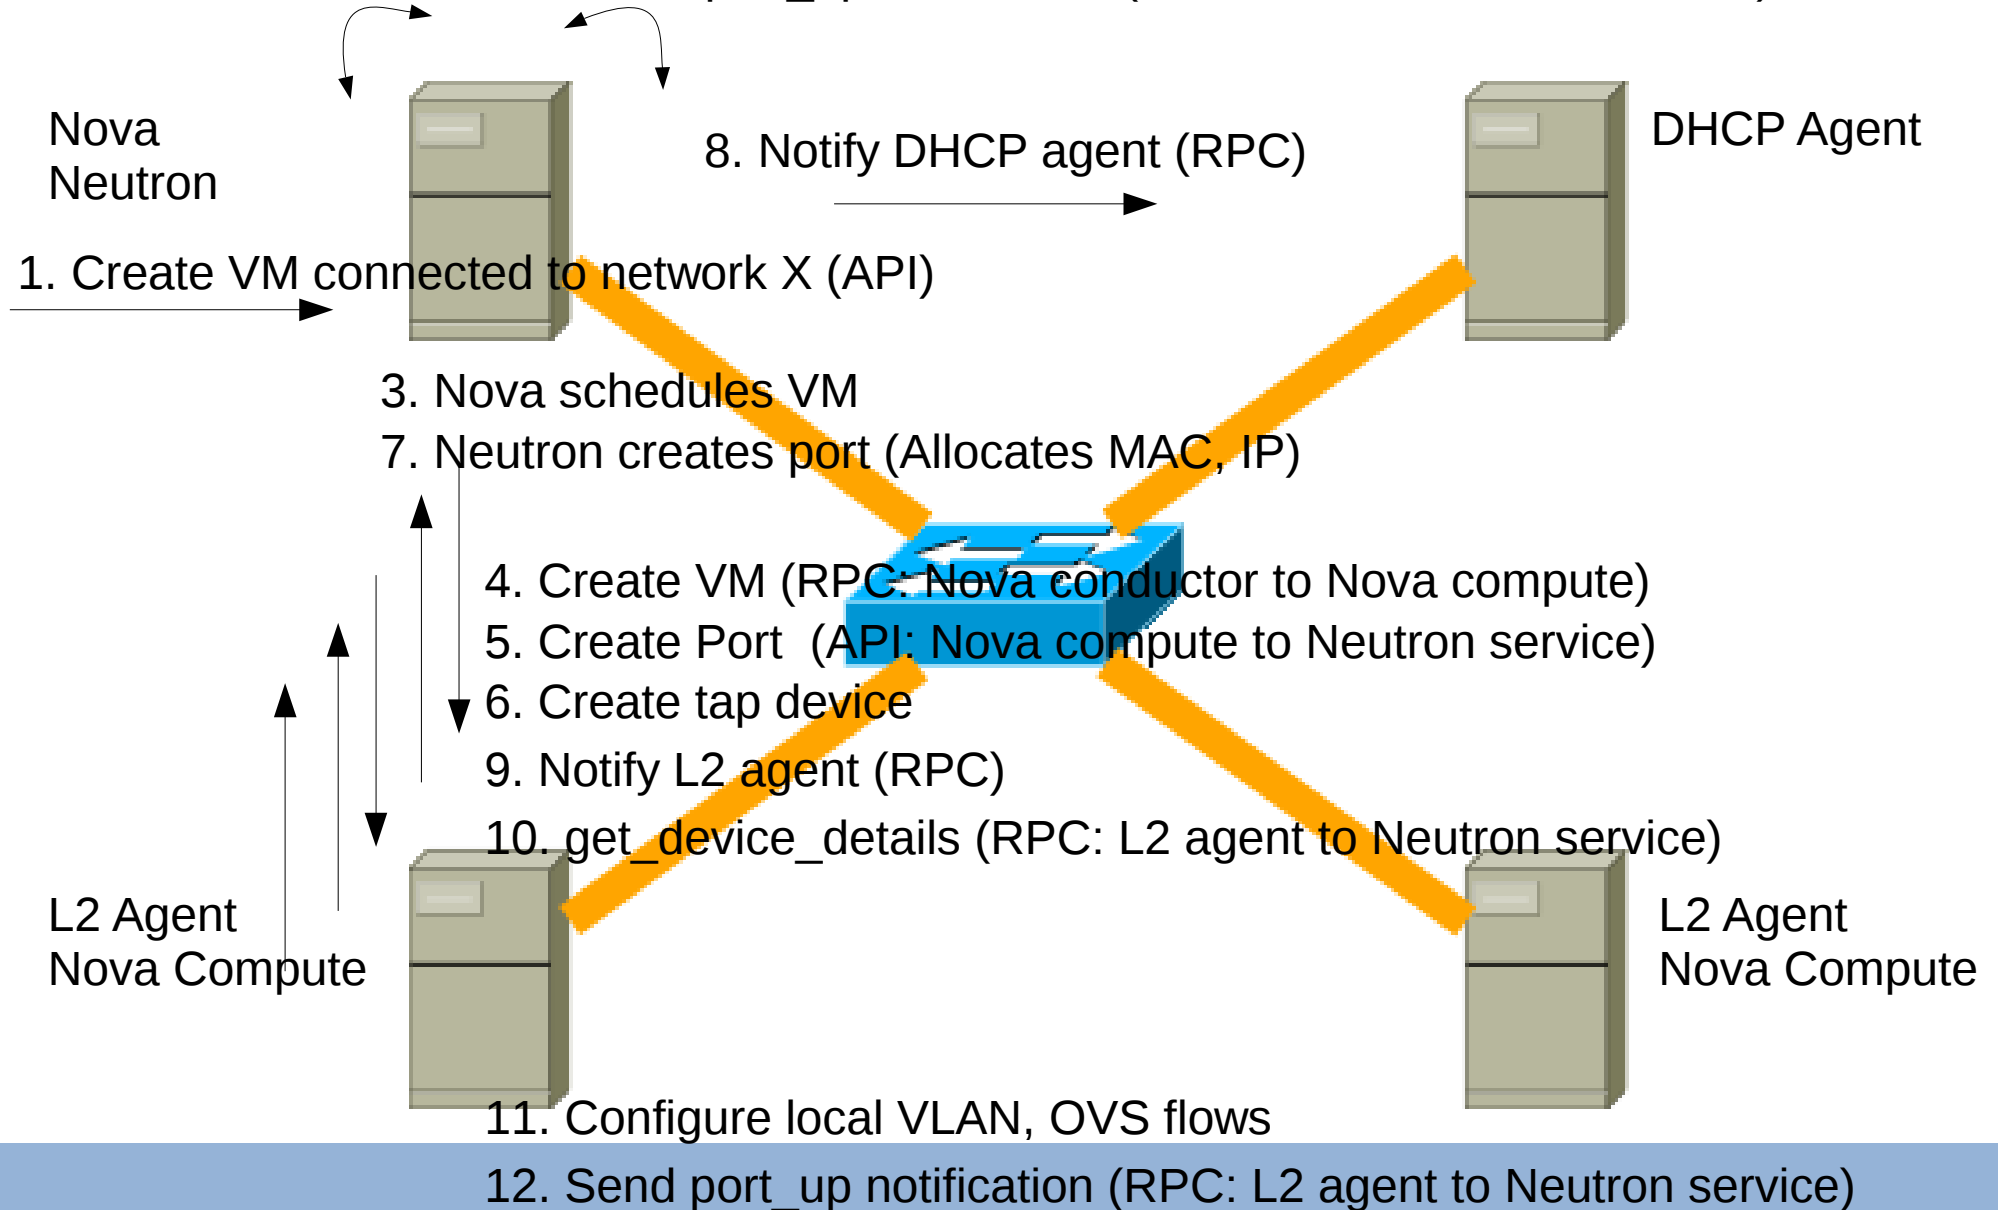 Nova
Neutron
DHCP Agent
8. Notify DHCP agent (RPC)
1. Create VM connected to network X (API)
3. Nova schedules VM
7. Neutron creates port (Allocates MAC, IP)
4. Create VM (RPC: Nova conductor to Nova compute)
5. Create Port  (API: Nova compute to Neutron service)
6. Create tap device
9. Notify L2 agent (RPC)
10. get_device_details (RPC: L2 agent to Neutron service)
L2 Agent
Nova Compute
L2 Agent
Nova Compute
11. Configure local VLAN, OVS flows
12. Send port_up notification (RPC: L2 agent to Neutron service)